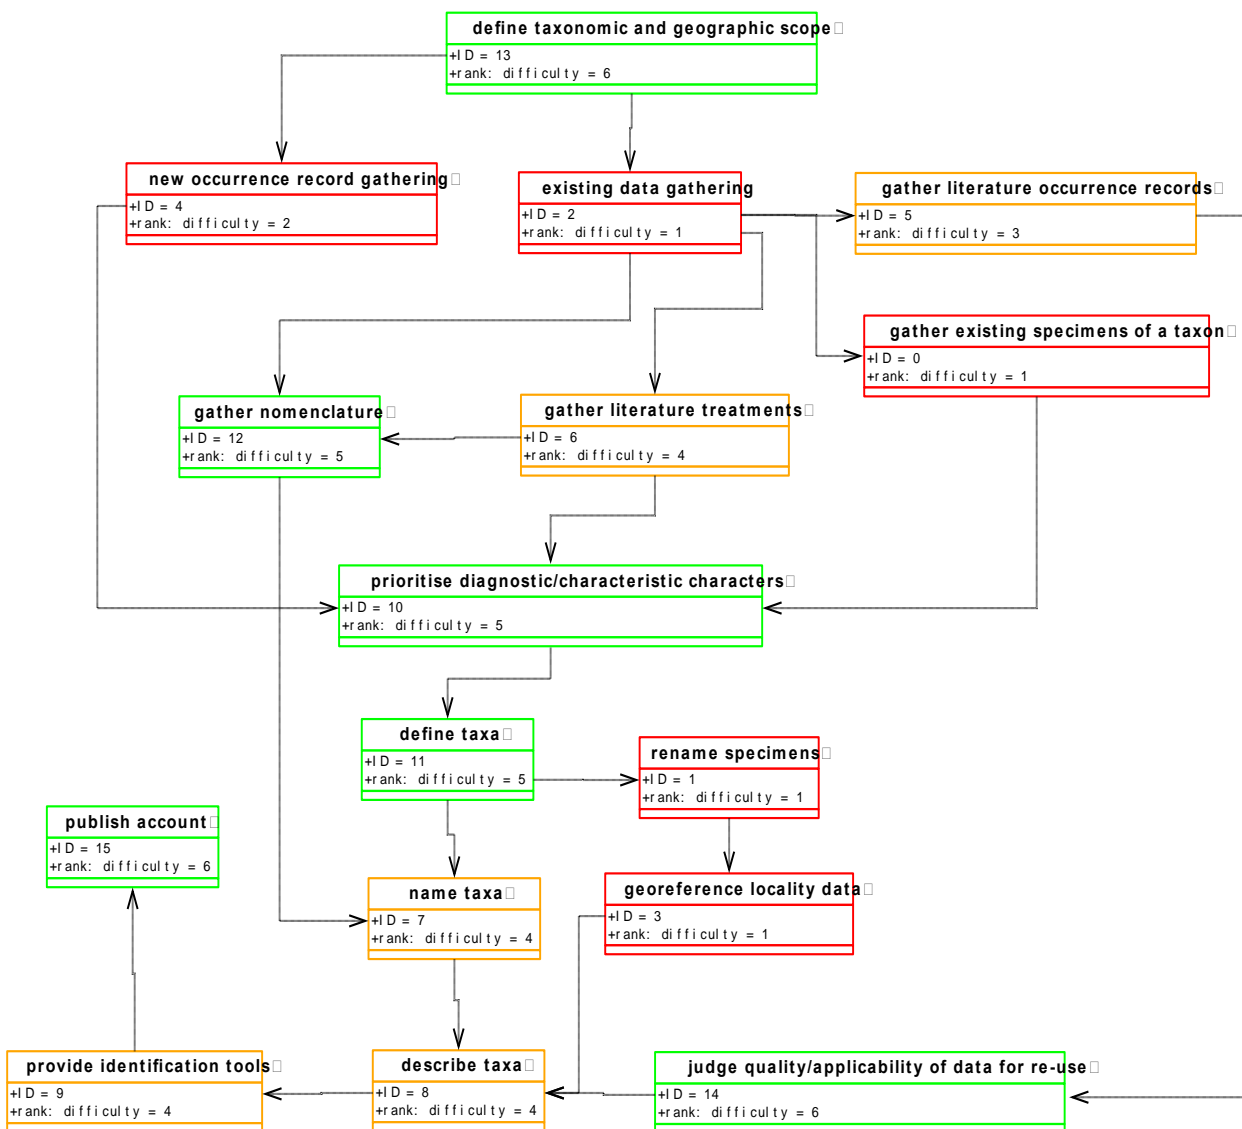 define taxonomic and geographic scope
+ID = 13
+rank: difficulty = 6
new occurrence record gathering
+ID = 4
+rank: difficulty = 2
existing data gathering
+ID = 2
+rank: difficulty = 1
gather literature occurrence records
+ID = 5
+rank: difficulty = 3
gather existing specimens of a taxon
+ID = 0
+rank: difficulty = 1
gather nomenclature
+ID = 12
+rank: difficulty = 5
gather literature treatments
+ID = 6
+rank: difficulty = 4
prioritise diagnostic/characteristic characters
+ID = 10
+rank: difficulty = 5
define taxa
+ID = 11
+rank: difficulty = 5
rename specimens
+ID = 1
+rank: difficulty = 1
publish account
+ID = 15
+rank: difficulty = 6
name taxa
+ID = 7
+rank: difficulty = 4
georeference locality data
+ID = 3
+rank: difficulty = 1
provide identification tools
+ID = 9
+rank: difficulty = 4
describe taxa
+ID = 8
+rank: difficulty = 4
judge quality/applicability of data for re-use
+ID = 14
+rank: difficulty = 6